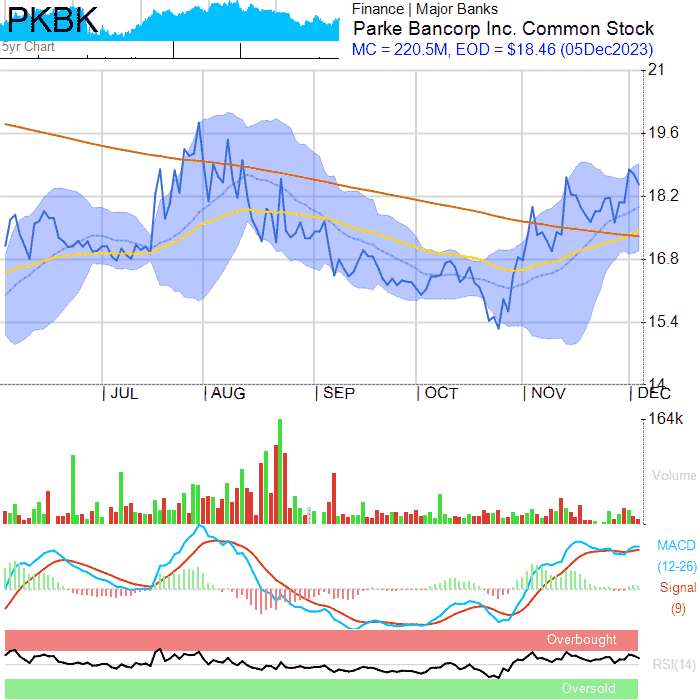 PKBK
5yr Chart
Finance | Major Banks
Parke Bancorp Inc. Common Stock
MC = 220.5M, EOD = $18.46 (05Dec2023)
21
19.6
18.2
16.8
15.4
14
JUL AUG SEP OCT NOV DEC
164k
Volume
MACD
(12-26)
Signal
(9)
Overbought
RSI(14)
Oversold